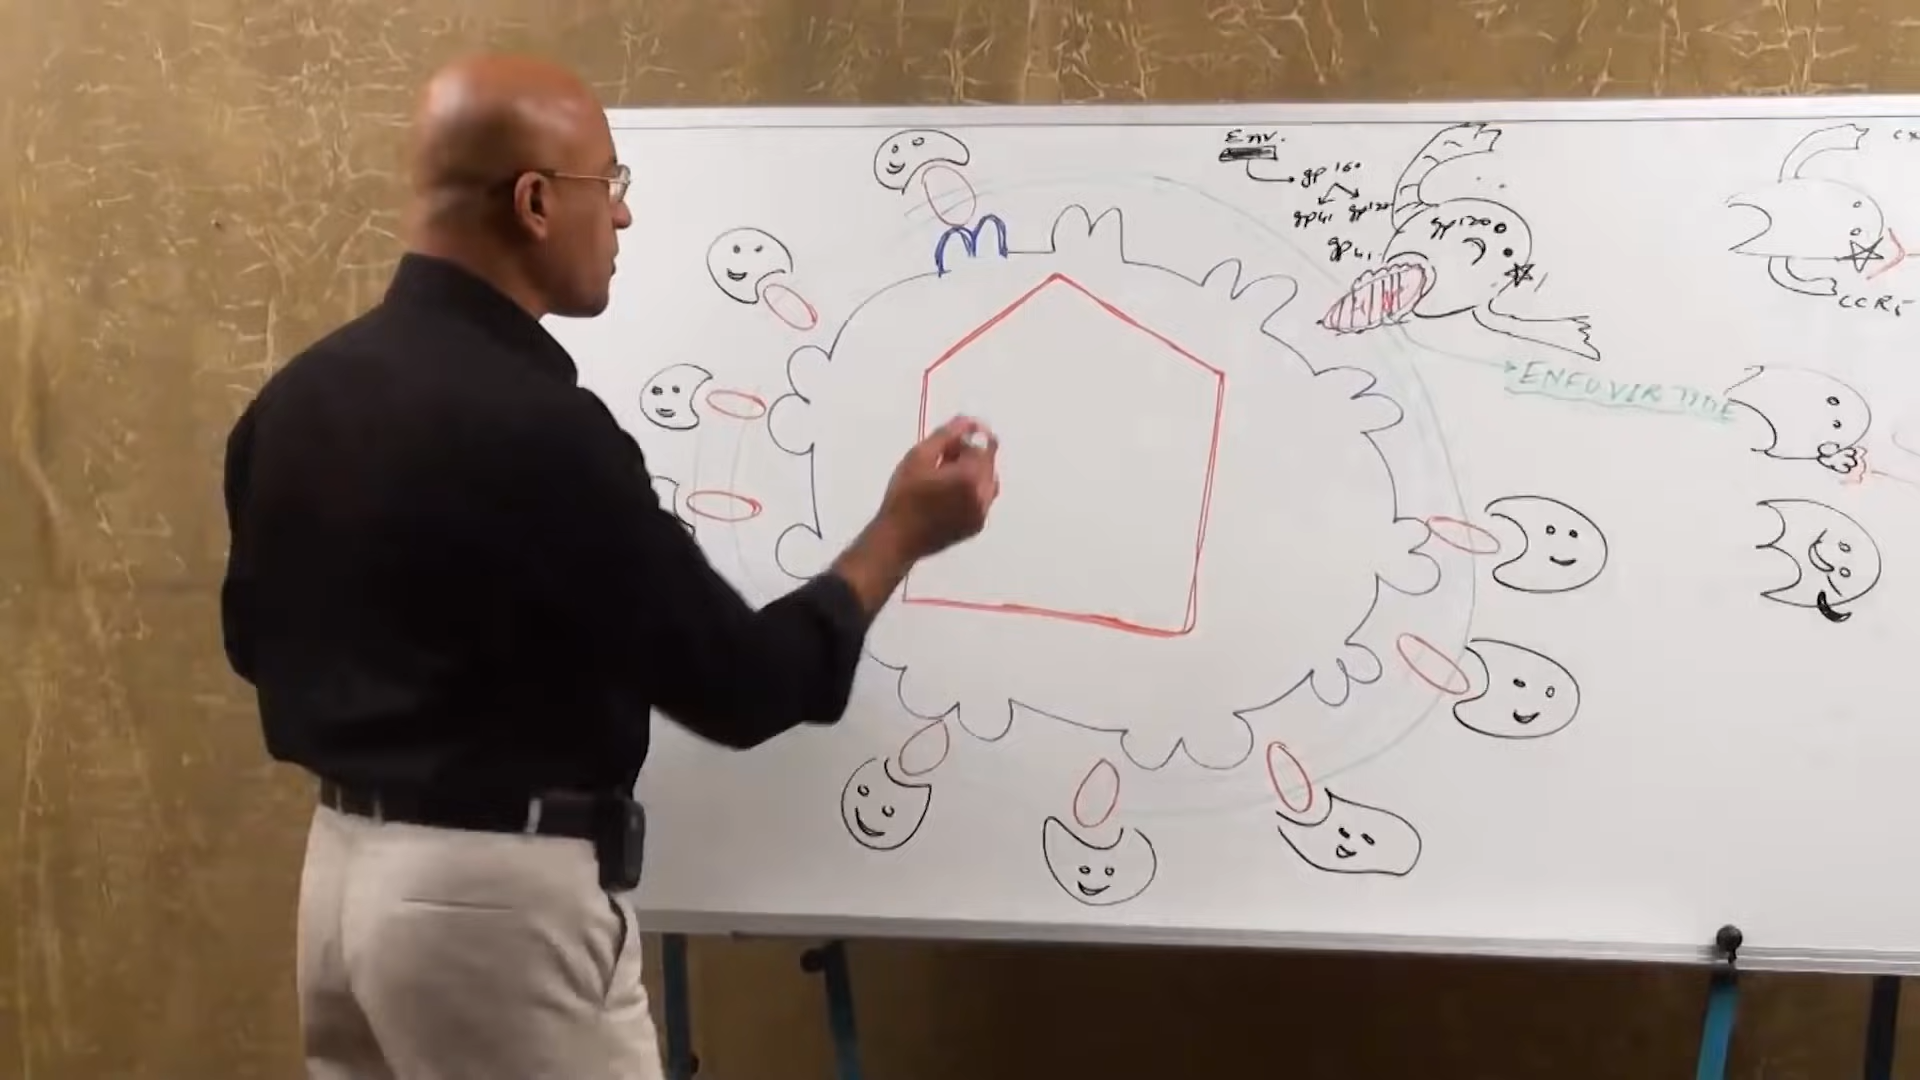 Env.
gp160
gp41 gp120
gp120
gp41
ENFUVIRTIDE
CCR5